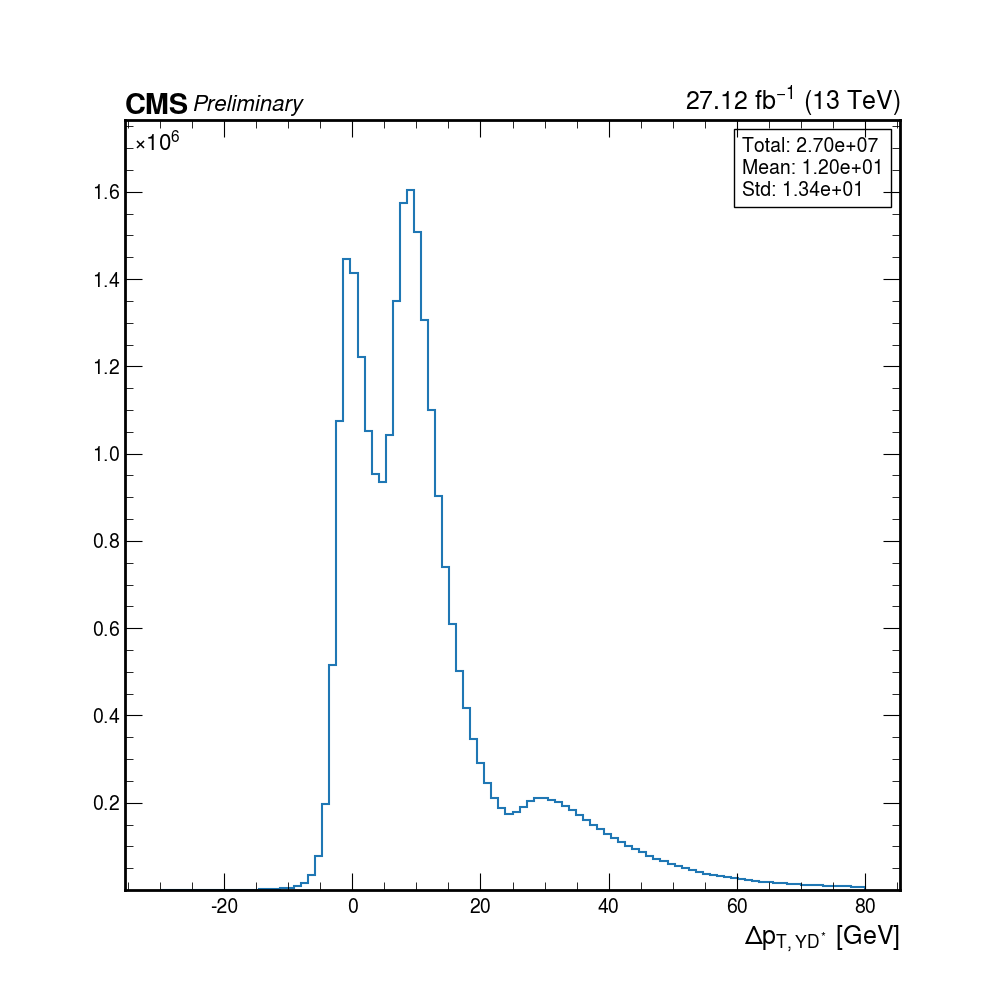 CMS Preliminary 27.12 fb⁻¹ (13 TeV)
×10⁶
Total: 2.70e+07
Mean: 1.20e+01
Std: 1.34e+01
1.6
1.4
1.2
1.0
0.8
0.6
0.4
0.2
-20 0 20 40 60 80
Δp_{T, YD*} [GeV]